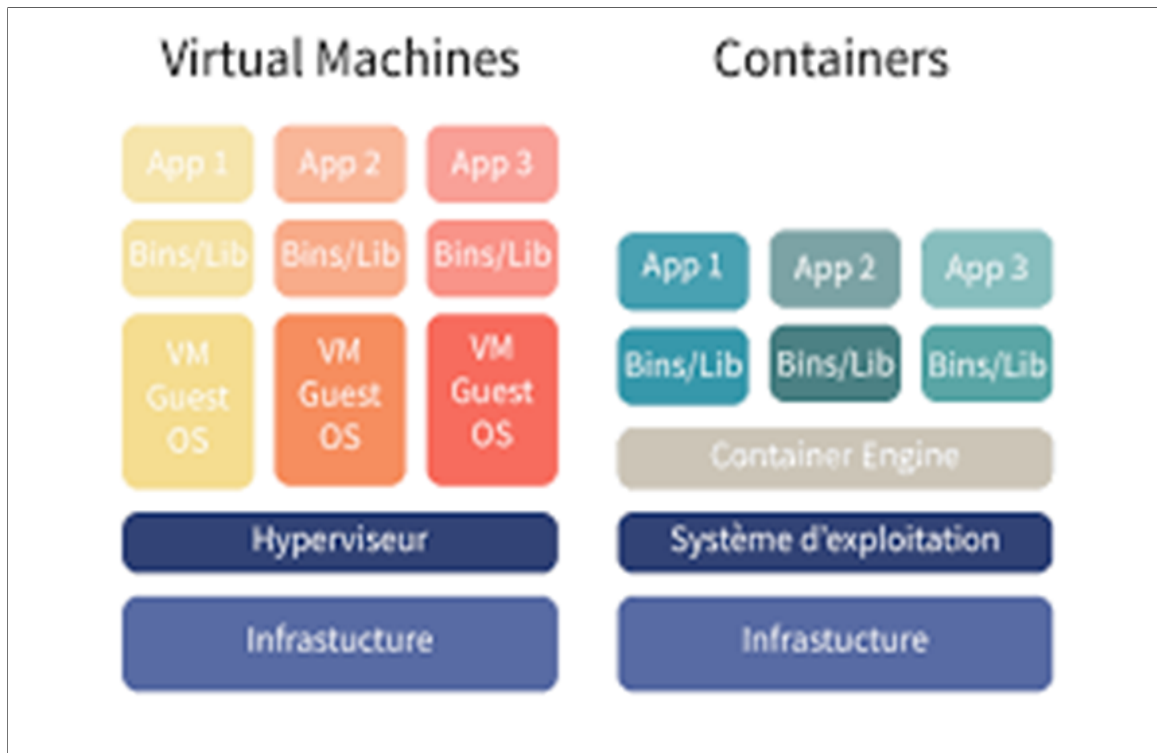 Virtual Machines
App 1
App 2
App 3
Bins/Lib
Bins/Lib
Bins/Lib
VM
Guest
OS
VM
Guest
OS
VM
Guest
OS
Hyperviseur
Infrastucture
Containers
App 1
App 2
App 3
Bins/Lib
Bins/Lib
Bins/Lib
Container Engine
Système d'exploitation
Infrastucture